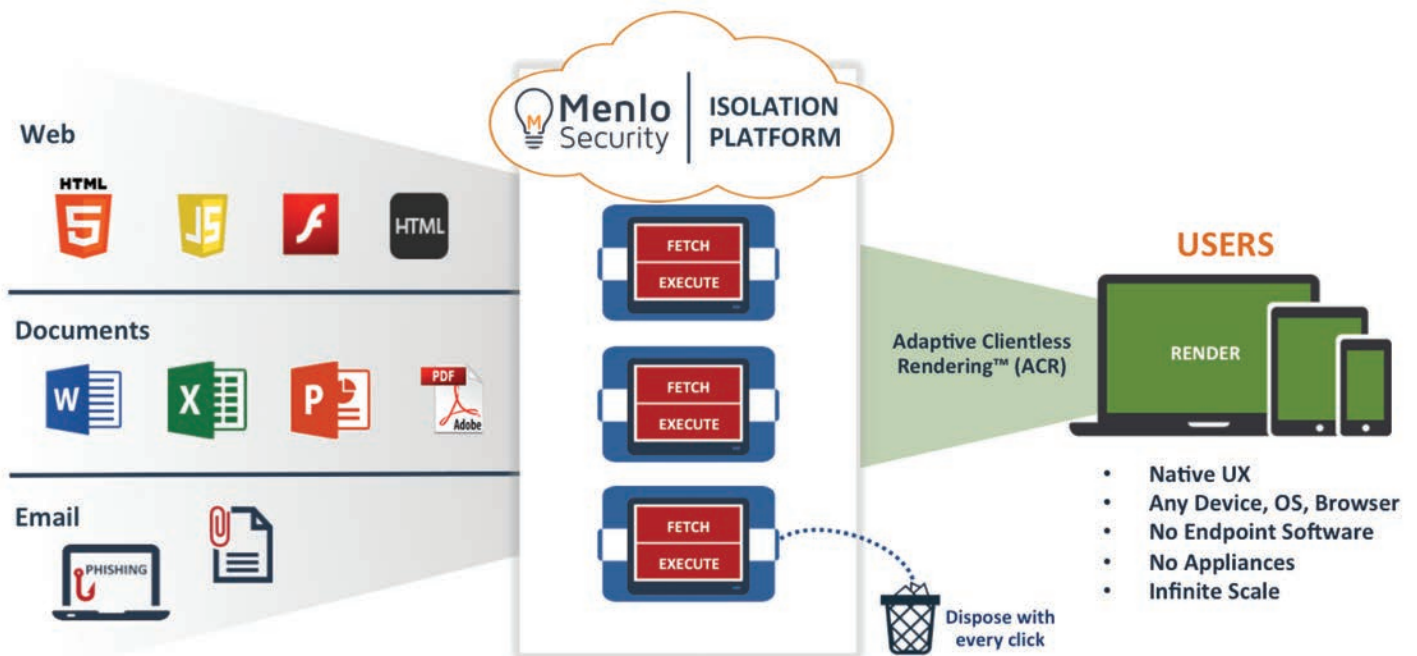 Menlo
Security
ISOLATION
PLATFORM
Web
HTML
5
JS
f
HTML
Documents
W
X
P
PDF
Adobe
Email
PHISHING
FETCH
EXECUTE
FETCH
EXECUTE
FETCH
EXECUTE
Dispose with
every click
Adaptive Clientless
Rendering™ (ACR)
USERS
RENDER
• Native UX
• Any Device, OS, Browser
• No Endpoint Software
• No Appliances
• Infinite Scale